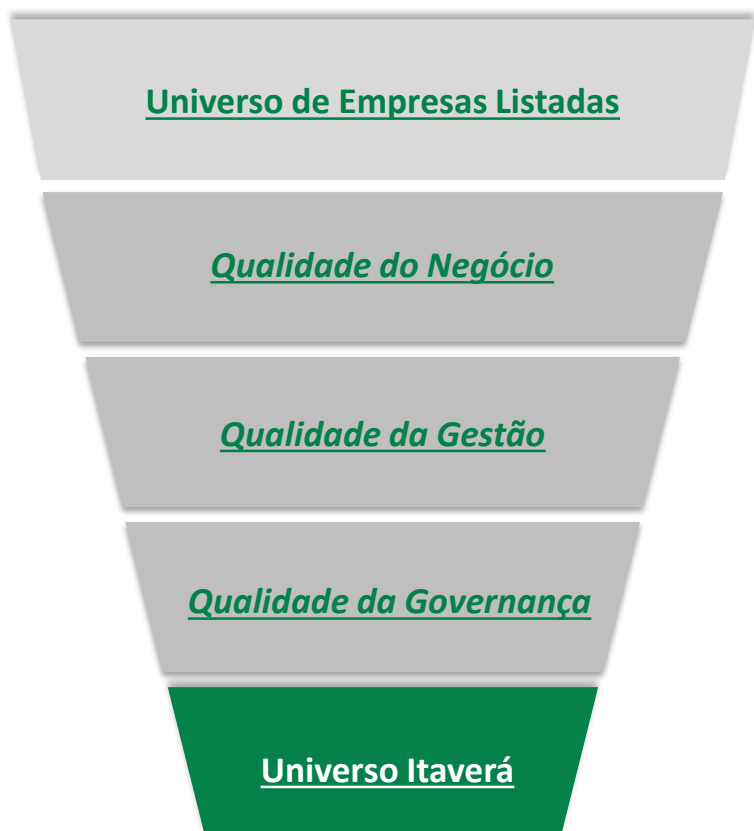 Universo de Empresas Listadas
Qualidade do Negócio
Qualidade da Gestão
Qualidade da Governança
Universo Itaverá